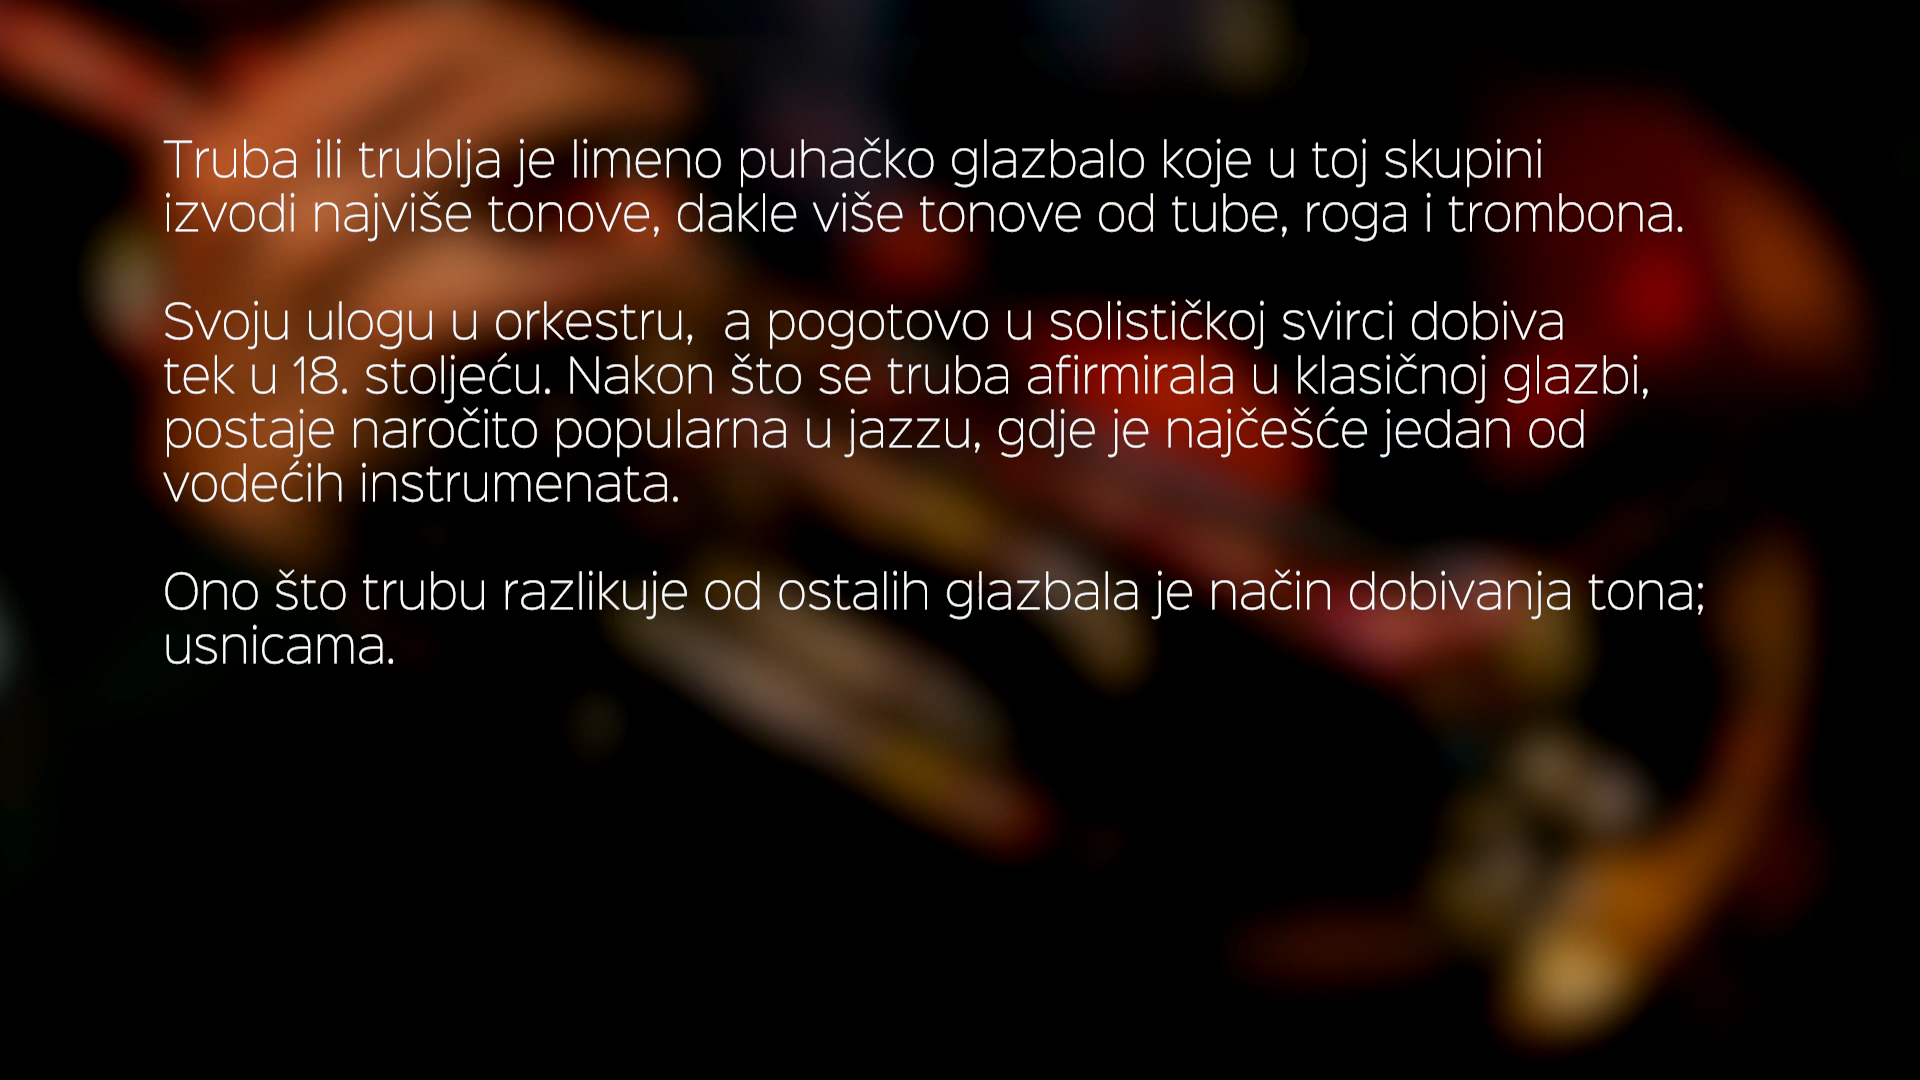 Truba ili trublja je limeno puhačko glazbalo koje u toj skupini
izvodi najviše tonove, dakle više tonove od tube, roga i trombona.
Svoju ulogu u orkestru,  a pogotovo u solističkoj svirci dobiva
tek u 18. stoljeću. Nakon što se truba afirmirala u klasičnoj glazbi,
postaje naročito popularna u jazzu, gdje je najčešće jedan od
vodećih instrumenata.
Ono što trubu razlikuje od ostalih glazbala je način dobivanja tona;
usnicama.